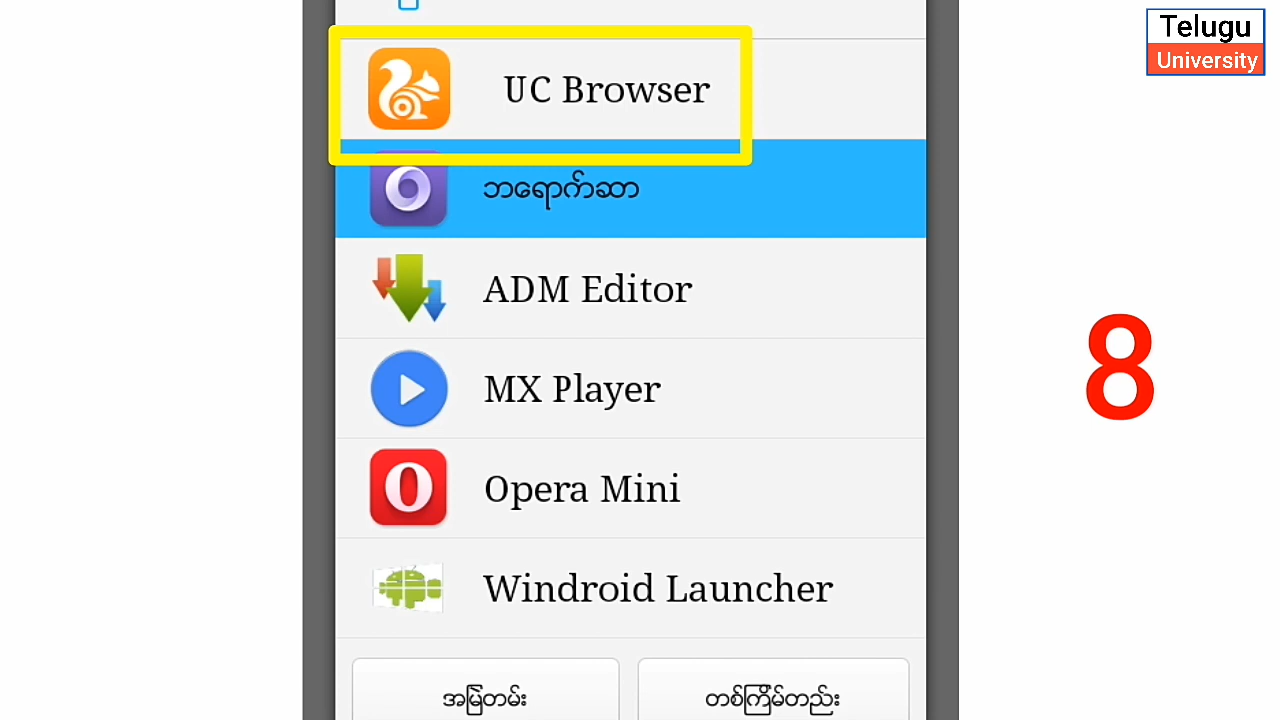 Telugu
University
UC Browser
ဘရောက်ဆာ
ADM Editor
MX Player
Opera Mini
Windroid Launcher
အမြဲတမ်း
တစ်ကြိမ်တည်း
8